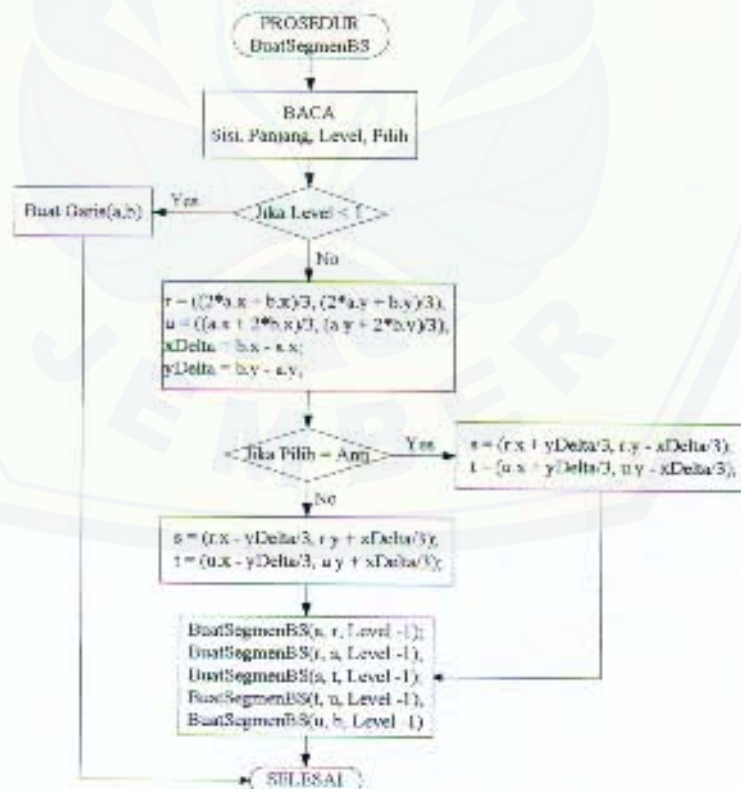 PROSEDUR
BuatSegmenBS
BACA
Sisi, Panjang, Level, Pilih
Jika Level < 1
Yes
Buat Garis(a,b)
No
r = ((2*a.x + b.x)/3, (2*a.y + b.y)/3),
u = ((a.x + 2*b.x)/3, (a.y + 2*b.y)/3),
xDelta = b.x - a.x;
yDelta = b.y - a.y,
Jika Pilih = Anti
Yes
s = (r.x + yDelta/3, r.y - xDelta/3);
t = (u.x + yDelta/3, u.y - xDelta/3);
No
s = (r.x - yDelta/3, r.y + xDelta/3);
t = (u.x - yDelta/3, u.y + xDelta/3);
BuatSegmenBS(a, r, Level -1);
BuatSegmenBS(r, s, Level -1),
BuatSegmenBS(s, t, Level -1);
BuatSegmenBS(t, u, Level -1),
BuatSegmenBS(u, b, Level -1)
SELESAI
JEMBER